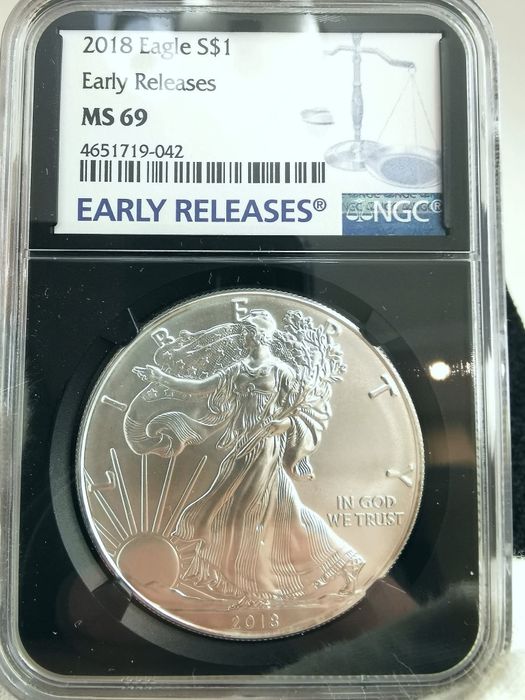 2018 Eagle S$1
Early Releases
MS 69
4651719-042
EARLY RELEASES®
NGC®
LIBERTY
IN GOD
WE TRUST
2018